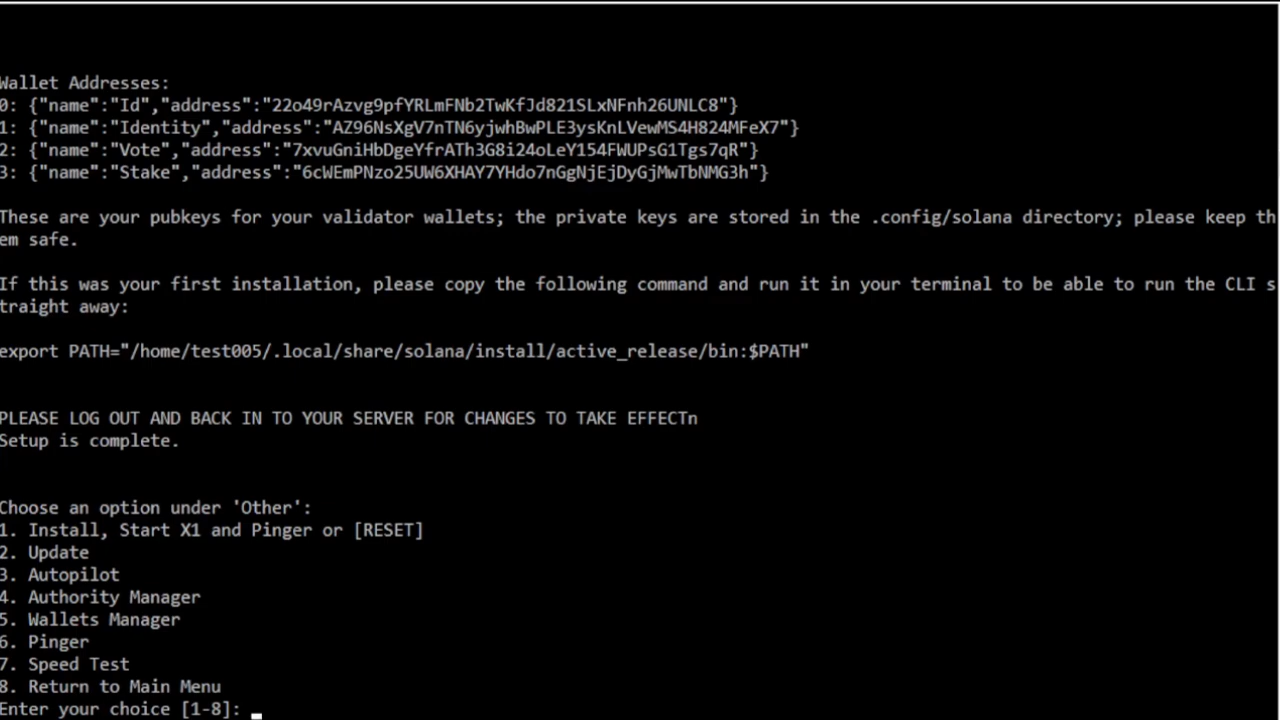 Wallet Addresses:
0: {"name":"Id","address":"22o49rAzvg9pfYRLmFNb2TwKfJd821SLxNFnh26UNLC8"}
1: {"name":"Identity","address":"AZ96NsXgV7nTN6yjwhBwPLE3ysKnLVewMS4H824MFeX7"}
2: {"name":"Vote","address":"7xvuGniHbDgeYfrATh3G8i24oLeY154FWUPsG1Tgs7qR"}
3: {"name":"Stake","address":"6cWEmPNzo25UW6XHAY7YHdo7nGgNjEjDyGjMwTbNMG3h"}
These are your pubkeys for your validator wallets; the private keys are stored in the .config/solana directory; please keep th
em safe.
If this was your first installation, please copy the following command and run it in your terminal to be able to run the CLI s
traight away:
export PATH="/home/test005/.local/share/solana/install/active_release/bin:$PATH"
PLEASE LOG OUT AND BACK IN TO YOUR SERVER FOR CHANGES TO TAKE EFFECTn
Setup is complete.
Choose an option under 'Other':
1. Install, Start X1 and Pinger or [RESET]
2. Update
3. Autopilot
4. Authority Manager
5. Wallets Manager
6. Pinger
7. Speed Test
8. Return to Main Menu
Enter your choice [1-8]: